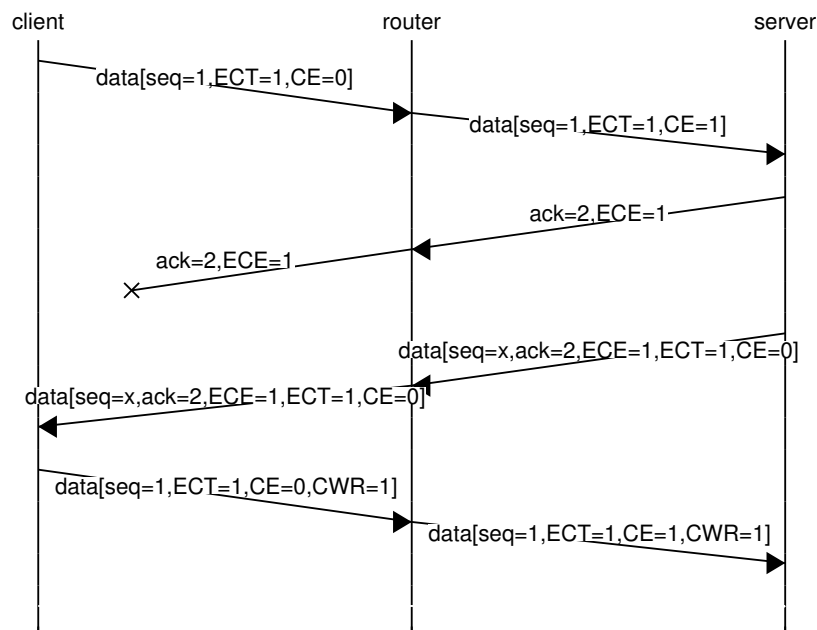 client router server
data[seq=1,ECT=1,CE=0]
data[seq=1,ECT=1,CE=1]
ack=2,ECE=1
ack=2,ECE=1
data[seq=x,ack=2,ECE=1,ECT=1,CE=0]
data[seq=x,ack=2,ECE=1,ECT=1,CE=0]
data[seq=1,ECT=1,CE=0,CWR=1]
data[seq=1,ECT=1,CE=1,CWR=1]